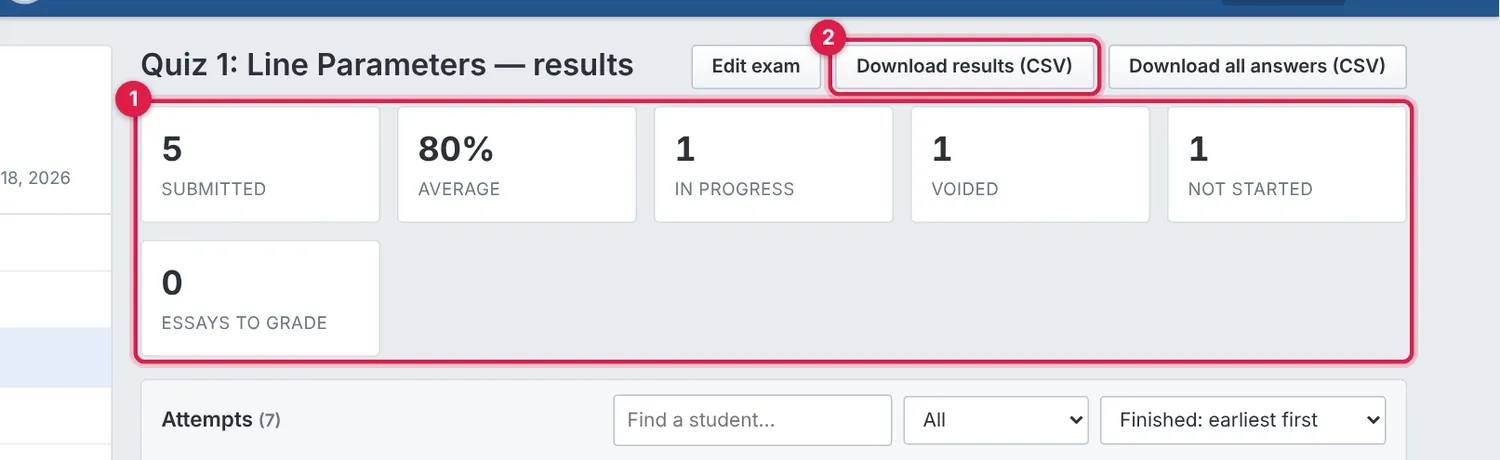 2
Quiz 1: Line Parameters — results
Edit exam
Download results (CSV)
Download all answers (CSV)
1
5
SUBMITTED
80%
AVERAGE
1
IN PROGRESS
1
VOIDED
1
NOT STARTED
18, 2026
0
ESSAYS TO GRADE
Attempts (7)
Find a student...
All
Finished: earliest first